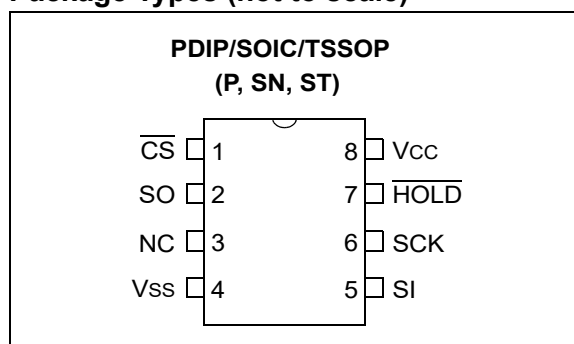 Package Types (not to scale)
PDIP/SOIC/TSSOP
(P, SN, ST)
CS 1 8 VCC
SO 2 7 HOLD
NC 3 6 SCK
VSS 4 5 SI